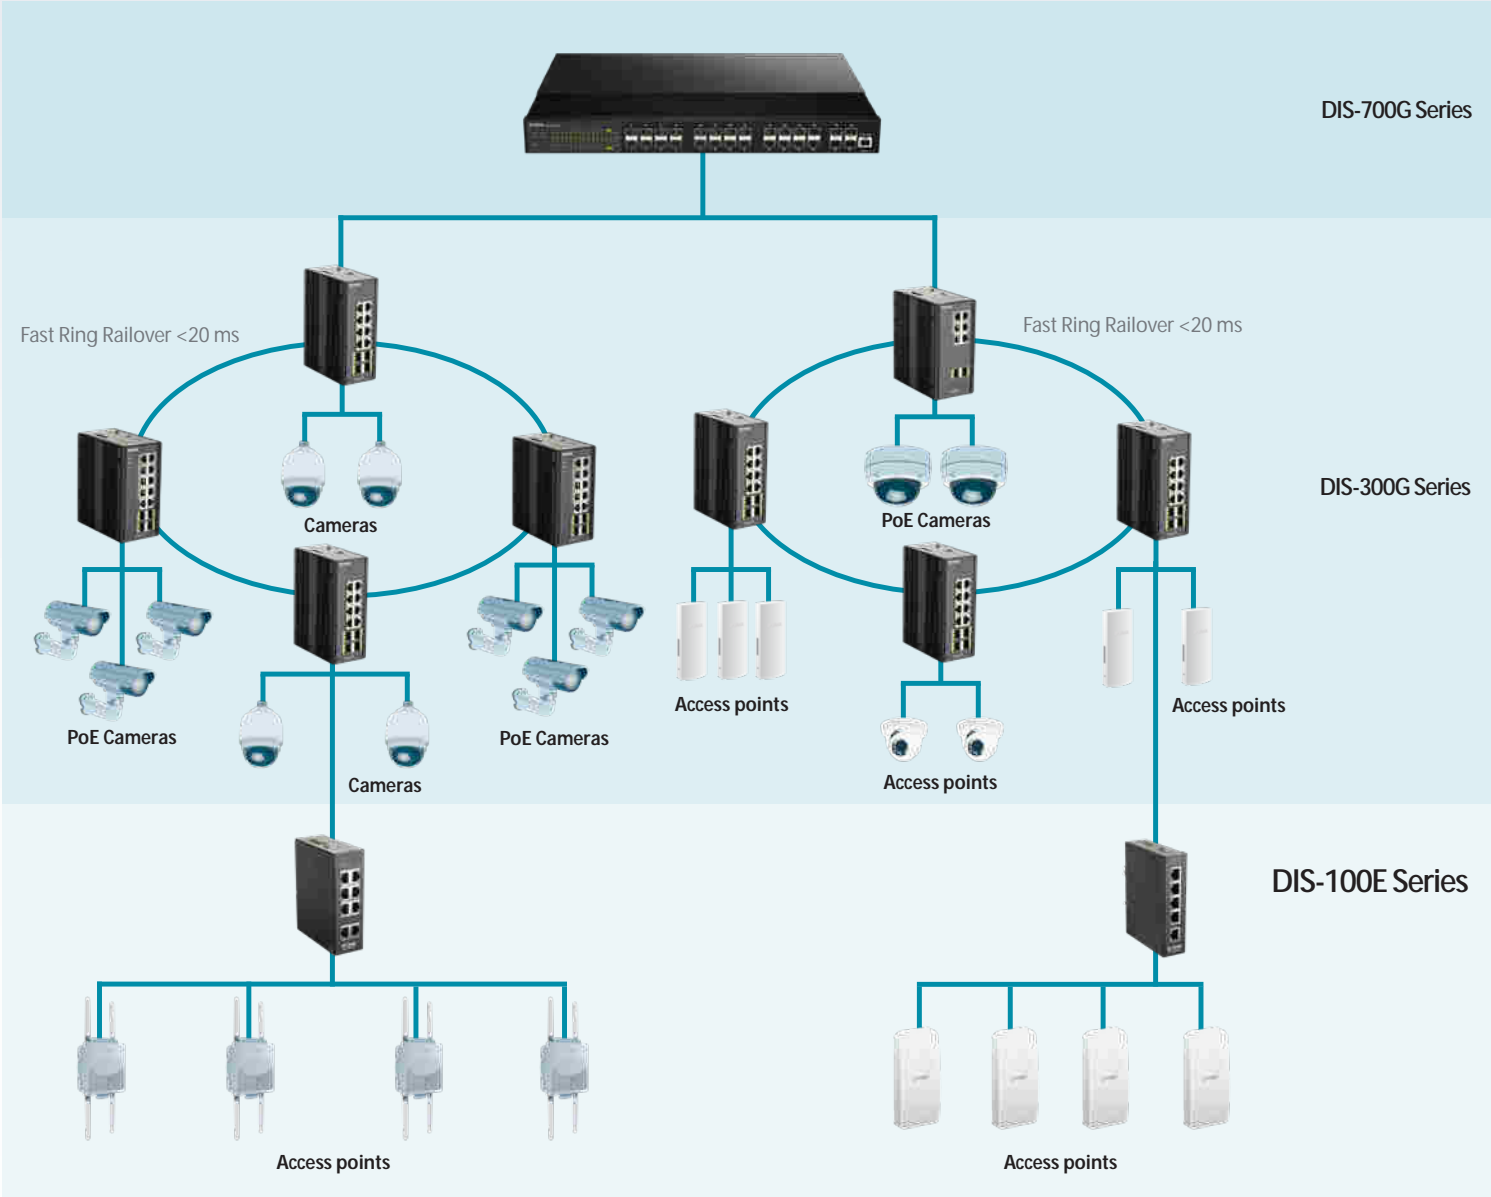 DIS-700G Series
Fast Ring Railover <20 ms
Fast Ring Railover <20 ms
DIS-300G Series
Cameras
PoE Cameras
PoE Cameras
PoE Cameras
Cameras
Access points
Access points
Access points
DIS-100E Series
Access points
Access points